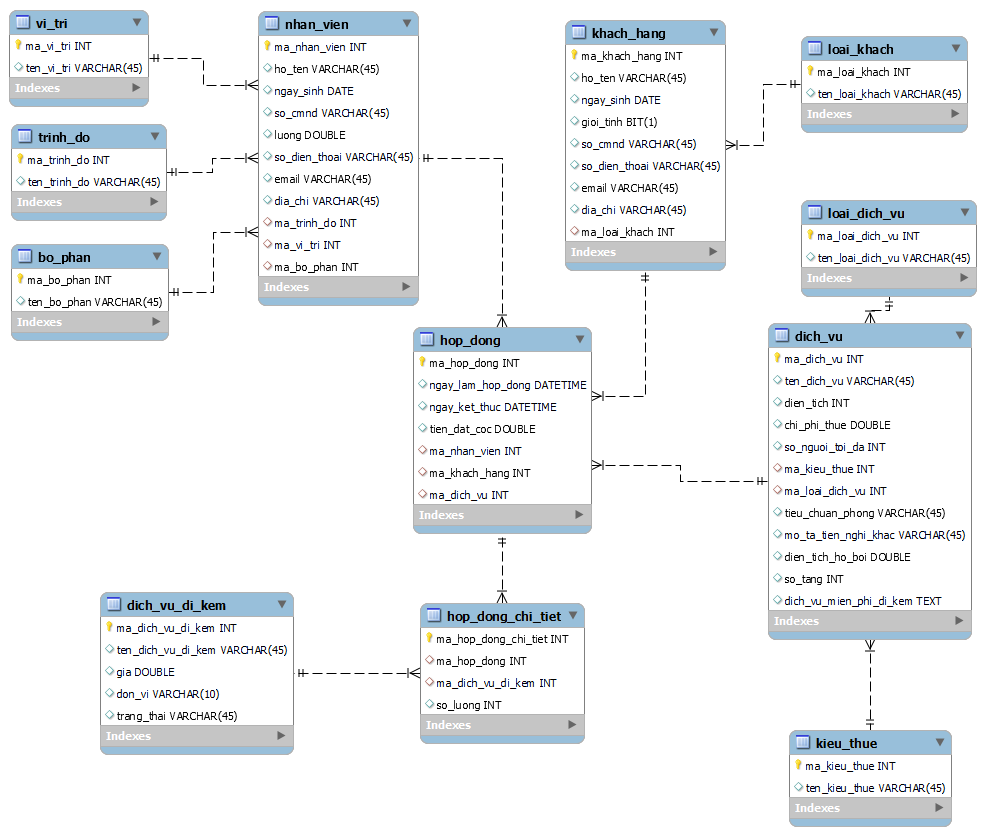 vi_tri
ma_vi_tri INT
ten_vi_tri VARCHAR(45)
Indexes
trinh_do
ma_trinh_do INT
ten_trinh_do VARCHAR(45)
Indexes
bo_phan
ma_bo_phan INT
ten_bo_phan VARCHAR(45)
Indexes
nhan_vien
ma_nhan_vien INT
ho_ten VARCHAR(45)
ngay_sinh DATE
so_cmnd VARCHAR(45)
luong DOUBLE
so_dien_thoai VARCHAR(45)
email VARCHAR(45)
dia_chi VARCHAR(45)
ma_trinh_do INT
ma_vi_tri INT
ma_bo_phan INT
Indexes
khach_hang
ma_khach_hang INT
ho_ten VARCHAR(45)
ngay_sinh DATE
gioi_tinh BIT(1)
so_cmnd VARCHAR(45)
so_dien_thoai VARCHAR(45)
email VARCHAR(45)
dia_chi VARCHAR(45)
ma_loai_khach INT
Indexes
loai_khach
ma_loai_khach INT
ten_loai_khach VARCHAR(45)
Indexes
loai_dich_vu
ma_loai_dich_vu INT
ten_loai_dich_vu VARCHAR(45)
Indexes
hop_dong
ma_hop_dong INT
ngay_lam_hop_dong DATETIME
ngay_ket_thuc DATETIME
tien_dat_coc DOUBLE
ma_nhan_vien INT
ma_khach_hang INT
ma_dich_vu INT
Indexes
dich_vu
ma_dich_vu INT
ten_dich_vu VARCHAR(45)
dien_tich INT
chi_phi_thue DOUBLE
so_nguoi_toi_da INT
ma_kieu_thue INT
ma_loai_dich_vu INT
tieu_chuan_phong VARCHAR(45)
mo_ta_tien_nghi_khac VARCHAR(45)
dien_tich_ho_boi DOUBLE
so_tang INT
dich_vu_mien_phi_di_kem TEXT
Indexes
dich_vu_di_kem
ma_dich_vu_di_kem INT
ten_dich_vu_di_kem VARCHAR(45)
gia DOUBLE
don_vi VARCHAR(10)
trang_thai VARCHAR(45)
Indexes
hop_dong_chi_tiet
ma_hop_dong_chi_tiet INT
ma_hop_dong INT
ma_dich_vu_di_kem INT
so_luong INT
Indexes
kieu_thue
ma_kieu_thue INT
ten_kieu_thue VARCHAR(45)
Indexes